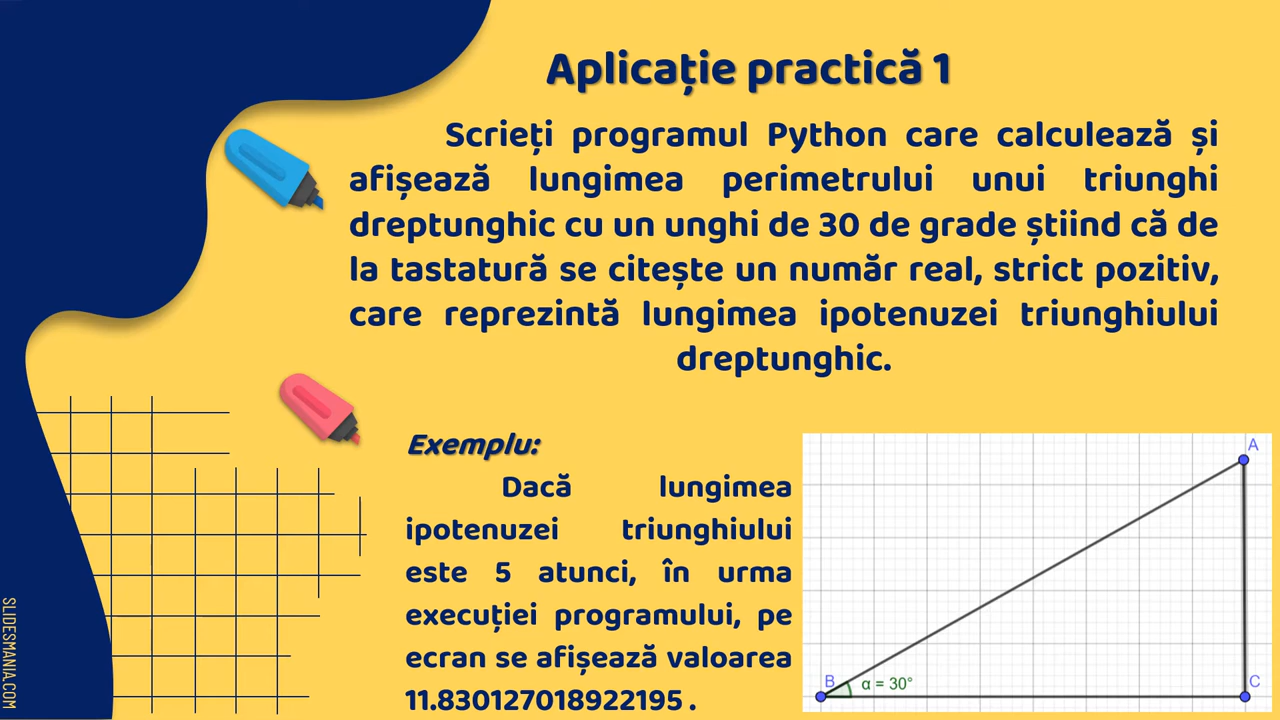 Aplicație practică 1
Scrieți programul Python care calculează și
afișează lungimea perimetrului unui triunghi
dreptunghic cu un unghi de 30 de grade știind că de
la tastatură se citește un număr real, strict pozitiv,
care reprezintă lungimea ipotenuzei triunghiului
dreptunghic.
Exemplu:
Dacă lungimea
ipotenuzei triunghiului
este 5 atunci, în urma
execuției programului, pe
ecran se afișează valoarea
11.830127018922195.
A
B
α = 30°
C
SLIDESMANIA.COM